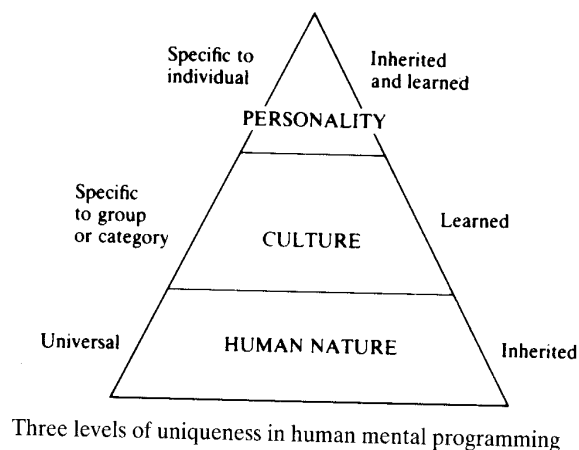 Specific to
individual
Inherited
and learned
PERSONALITY
Specific
to group
or category
CULTURE
Learned
Universal
HUMAN NATURE
Inherited
Three levels of uniqueness in human mental programming